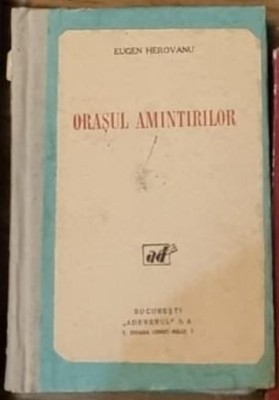 EUGEN HEROVANU
ORAȘUL AMINTIRILOR
ad
BUCUREȘTI
„ADEVERUL" S. A.